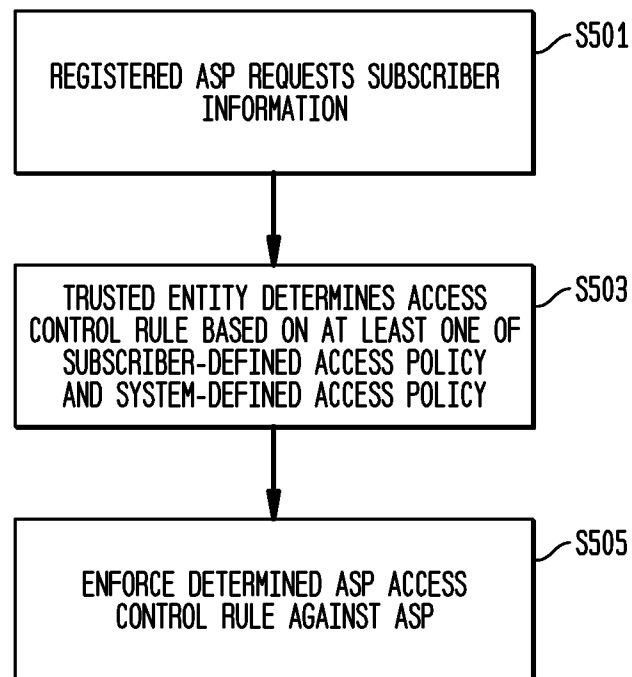 S501
REGISTERED ASP REQUESTS SUBSCRIBER
INFORMATION
S503
TRUSTED ENTITY DETERMINES ACCESS
CONTROL RULE BASED ON AT LEAST ONE OF
SUBSCRIBER-DEFINED ACCESS POLICY
AND SYSTEM-DEFINED ACCESS POLICY
S505
ENFORCE DETERMINED ASP ACCESS
CONTROL RULE AGAINST ASP